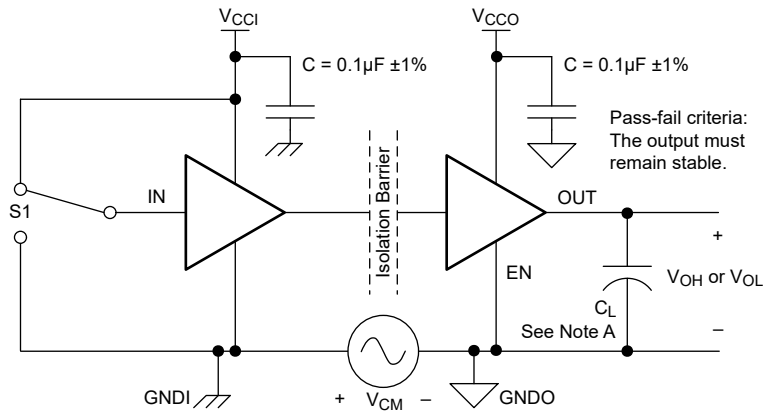 VCCI
VCCO
C = 0.1µF ±1%
C = 0.1µF ±1%
Pass-fail criteria:
The output must
remain stable.
Isolation Barrier
IN
OUT
S1
EN
+
VOH or VOL
CL
See Note A
–
GNDI
+ VCM –
GNDO